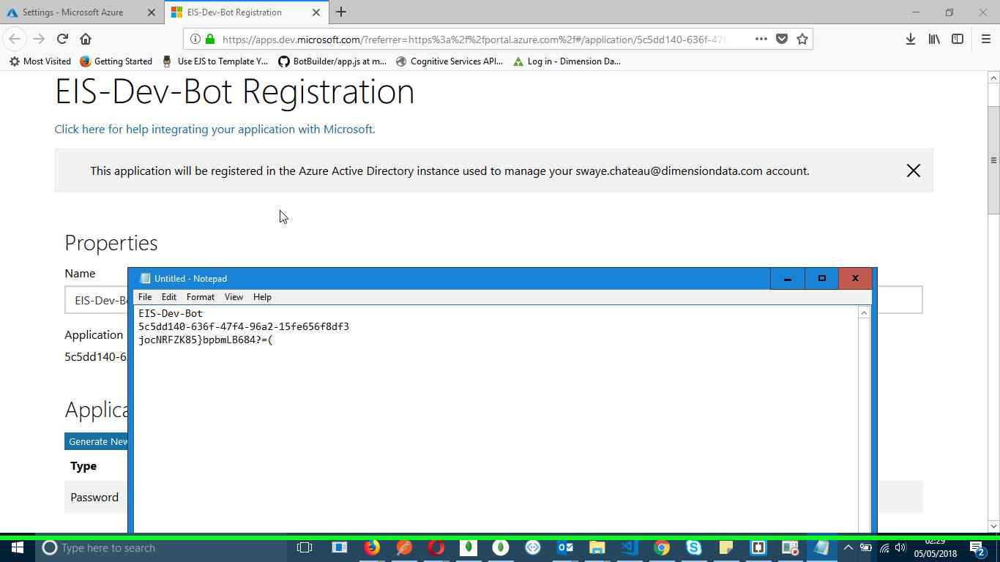 Settings - Microsoft Azure
EIS-Dev-Bot Registration
https://apps.dev.microsoft.com/?referrer=https%3a%2f%2fportal.azure.com%2f#/application/5c5dd140-636f-47f
Most Visited
Getting Started
Use EJS to Template Y...
BotBuilder/app.js at m...
Cognitive Services API...
Log in - Dimension Da...
EIS-Dev-Bot Registration
Click here for help integrating your application with Microsoft.
This application will be registered in the Azure Active Directory instance used to manage your swaye.chateau@dimensiondata.com account.
Properties
Name
EIS-Dev-B
Untitled - Notepad
File Edit Format View Help
EIS-Dev-Bot
5c5dd140-636f-47f4-96a2-15fe656f8df3
jocNRFZK85}bpbmLB684?=(
Application
5c5dd140-6
Applica
Generate New
Type
Password
Type here to search
02:29
05/05/2018
2